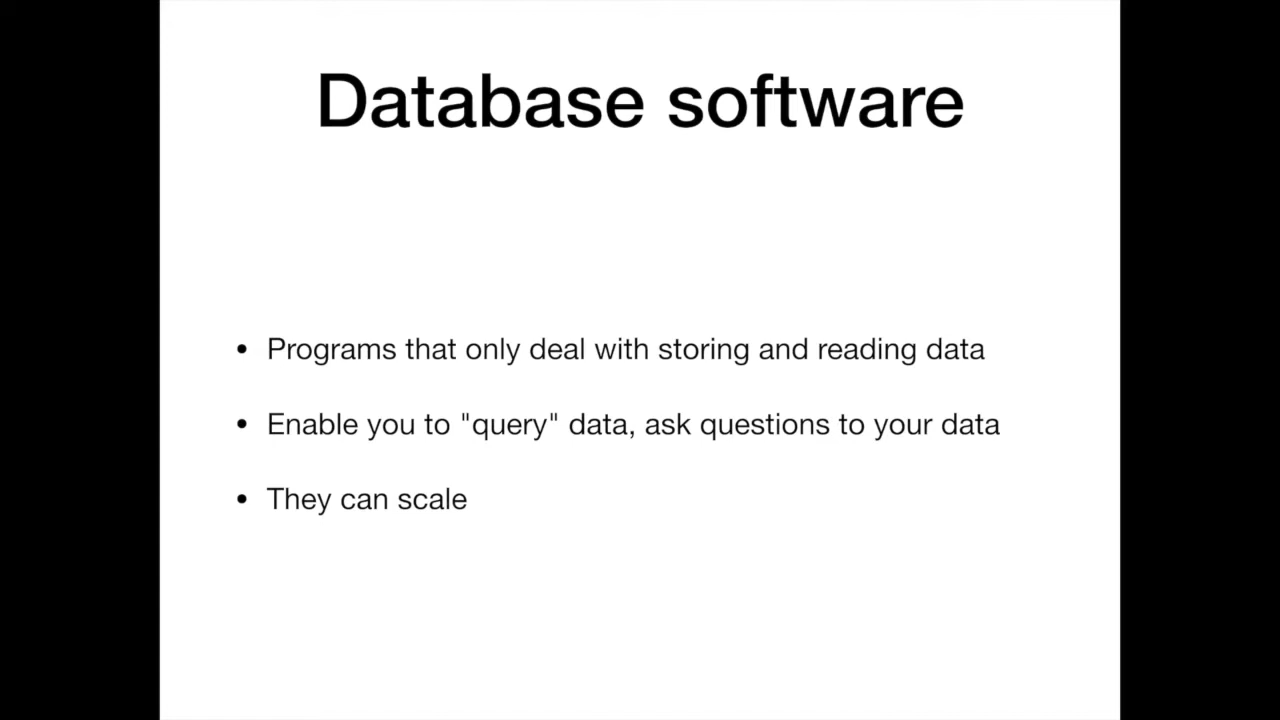 Database software
• Programs that only deal with storing and reading data
• Enable you to "query" data, ask questions to your data
• They can scale